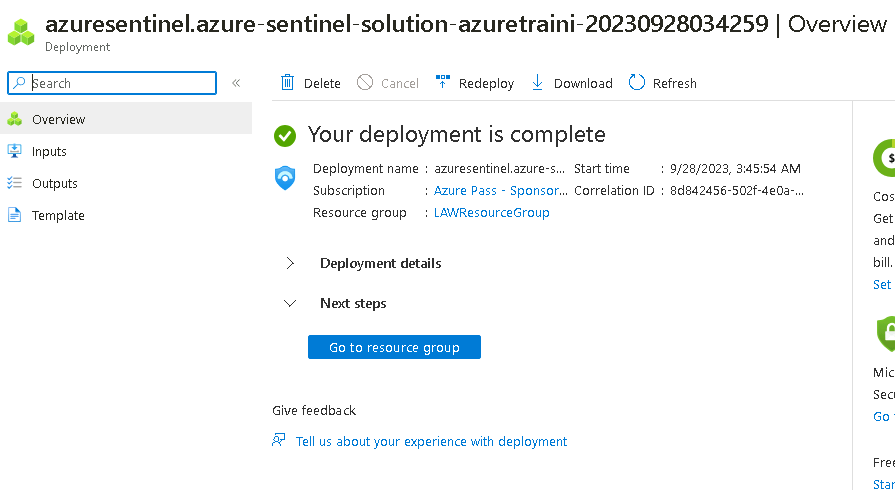 azuresentinel.azure-sentinel-solution-azuretraini-20230928034259 | Overview
Deployment
Search
«
Delete
Cancel
Redeploy
Download
Refresh
Overview
Inputs
Outputs
Template
Your deployment is complete
Deployment name : azuresentinel.azure-s... Start time : 9/28/2023, 3:45:54 AM
Subscription : Azure Pass - Sponsor... Correlation ID : 8d842456-502f-4e0a-...
Resource group : LAWResourceGroup
Deployment details
Next steps
Go to resource group
Give feedback
Tell us about your experience with deployment
$
Cos
Get
and
bill.
Set
Mic
Secu
Go
Free
Star